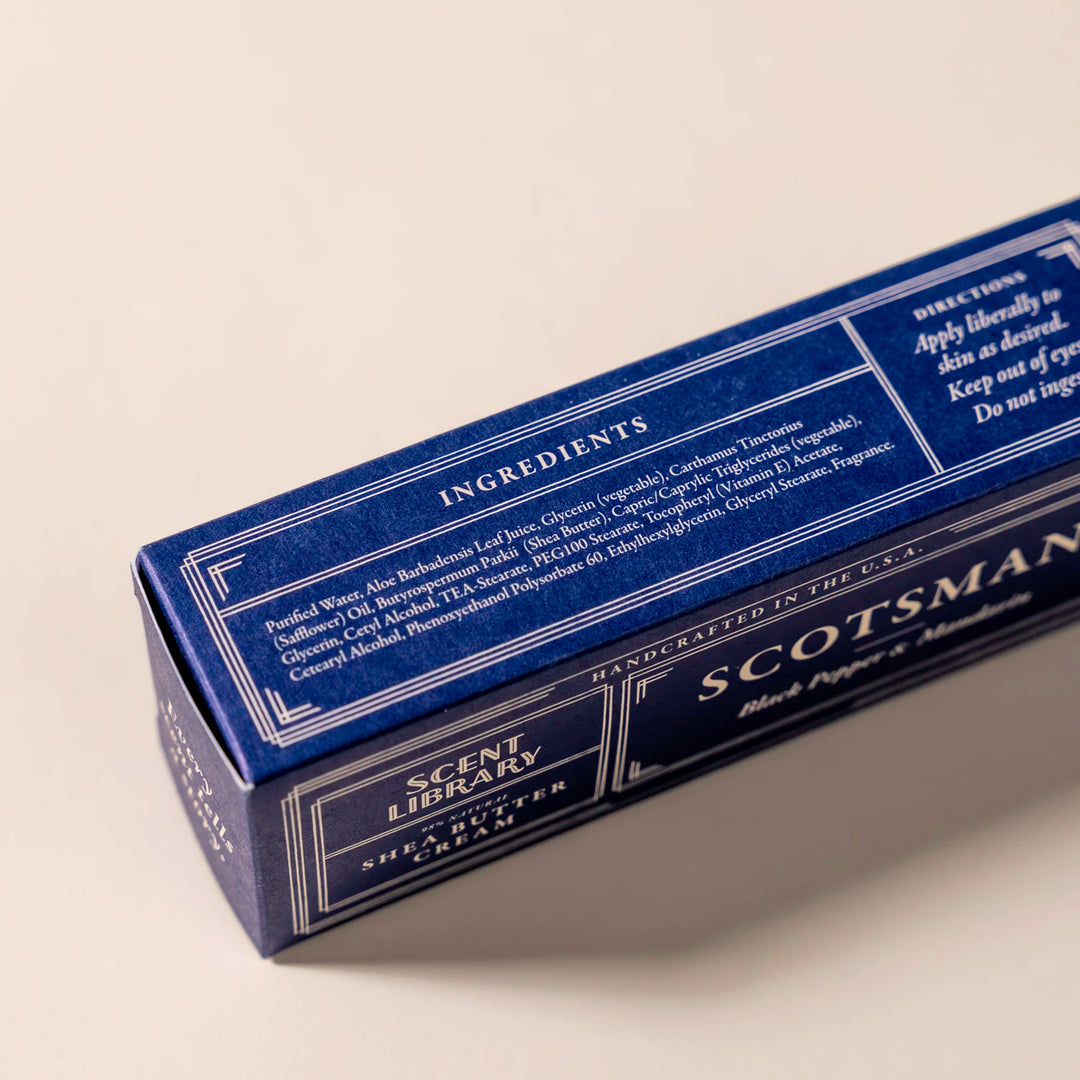 INGREDIENTS
Purified Water, Aloe Barbadensis Leaf Juice, Glycerin (vegetable), Carthamus Tinctorius
(Safflower) Oil, Butyrospermum Parkii (Shea Butter), Capric/Caprylic Triglycerides (vegetable),
Glycerin, Cetyl Alcohol, TEA-Stearate, PEG100 Stearate, Tocopheryl (Vitamin E) Acetate,
Cetearyl Alcohol, Phenoxyethanol Polysorbate 60, Ethylhexylglycerin, Glyceryl Stearate, Fragrance.
DIRECTIONS
Apply liberally to
skin as desired.
Keep out of eyes
Do not inges
HANDCRAFTED IN THE U.S.A.
SCOTSMAN
Black Pepper & Mandarin
SCENT
LIBRARY
98% NATURAL
SHEA BUTTER
CREAM